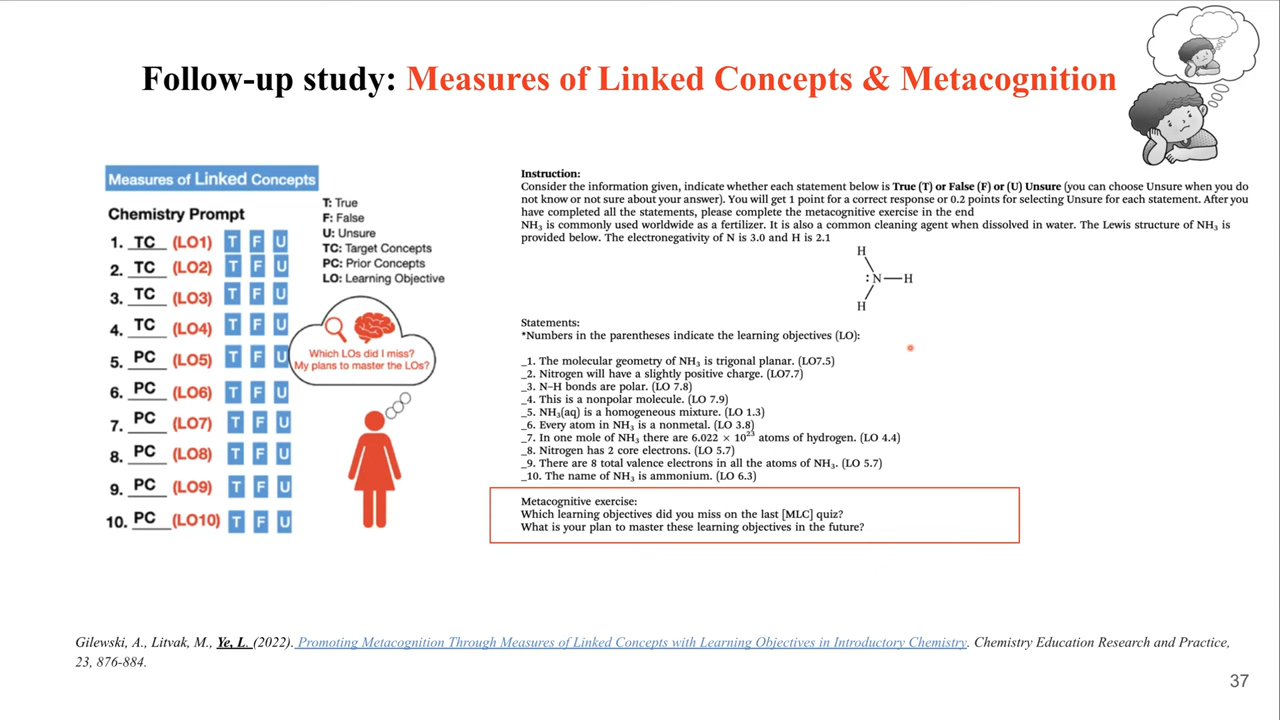 Follow-up study: Measures of Linked Concepts & Metacognition
Measures of Linked Concepts
Chemistry Prompt
1. TC (LO1) T F U
2. TC (LO2) T F U
3. TC (LO3) T F U
4. TC (LO4) T F U
5. PC (LO5) T F U
6. PC (LO6) T F U
7. PC (LO7) T F U
8. PC (LO8) T F U
9. PC (LO9) T F U
10. PC (LO10) T F U
T: True
F: False
U: Unsure
TC: Target Concepts
PC: Prior Concepts
LO: Learning Objective
Which LOs did I miss?
My plans to master the LOs?
Instruction:
Consider the information given, indicate whether each statement below is True (T) or False (F) or (U) Unsure (you can choose Unsure when you do
not know or not sure about your answer). You will get 1 point for a correct response or 0.2 points for selecting Unsure for each statement. After you
have completed all the statements, please complete the metacognitive exercise in the end
NH₃ is commonly used worldwide as a fertilizer. It is also a common cleaning agent when dissolved in water. The Lewis structure of NH₃ is
provided below. The electronegativity of N is 3.0 and H is 2.1
H
:N—H
H
Statements:
*Numbers in the parentheses indicate the learning objectives (LO):
_1. The molecular geometry of NH₃ is trigonal planar. (LO7.5)
_2. Nitrogen will have a slightly positive charge. (LO7.7)
_3. N–H bonds are polar. (LO 7.8)
_4. This is a nonpolar molecule. (LO 7.9)
_5. NH₃(aq) is a homogeneous mixture. (LO 1.3)
_6. Every atom in NH₃ is a nonmetal. (LO 3.8)
_7. In one mole of NH₃ there are 6.022 × 10²³ atoms of hydrogen. (LO 4.4)
_8. Nitrogen has 2 core electrons. (LO 5.7)
_9. There are 8 total valence electrons in all the atoms of NH₃. (LO 5.7)
_10. The name of NH₃ is ammonium. (LO 6.3)
Metacognitive exercise:
Which learning objectives did you miss on the last [MLC] quiz?
What is your plan to master these learning objectives in the future?
Gilewski, A., Litvak, M., Ye, L. (2022). Promoting Metacognition Through Measures of Linked Concepts with Learning Objectives in Introductory Chemistry. Chemistry Education Research and Practice,
23, 876-884.
37